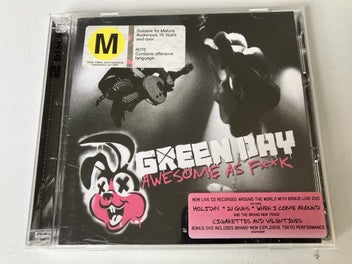 M
Suitable for Mature
Audiences 16 Years
and over.
NOTE
Contains offensive
language.
GREEN DAY
AWESOME AS F**K
NEW LIVE CD RECORDED AROUND THE WORLD WITH BONUS LIVE DVD
HOLIDAY * 21 GUNS * WHEN I COME AROUND
AND THE BRAND NEW TRACK
CIGARETTES AND VALENTINES
BONUS DVD INCLUDES BRAND-NEW EXPLOSIVE TOKYO PERFORMANCE